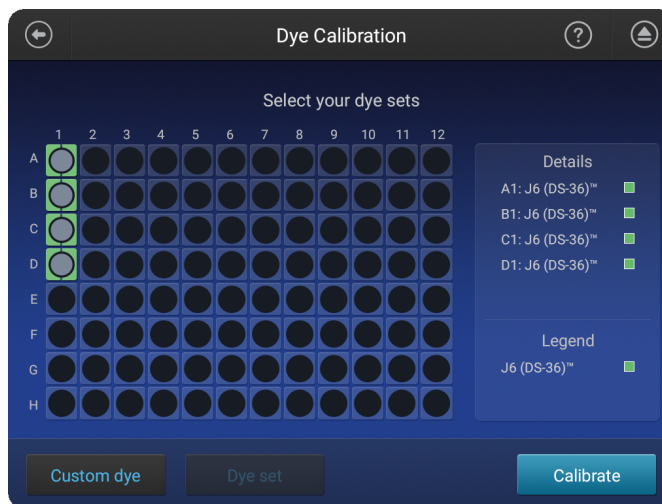 Dye Calibration
?
Select your dye sets
1 2 3 4 5 6 7 8 9 10 11 12
A
B
C
D
E
F
G
H
Details
A1: J6 (DS-36)™
B1: J6 (DS-36)™
C1: J6 (DS-36)™
D1: J6 (DS-36)™
Legend
J6 (DS-36)™
Custom dye
Dye set
Calibrate